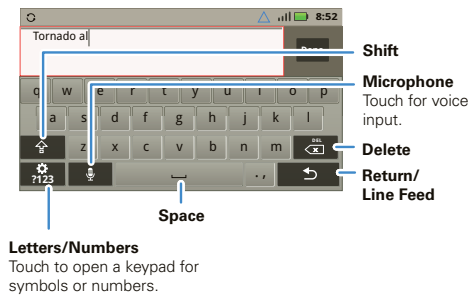 8:52
Tornado al
Done
q w e r t y u i o p
a s d f g h j k l
z x c v b n m DEL
?123 . ,
Shift
Microphone
Touch for voice
input.
Delete
Return/
Line Feed
Space
Letters/Numbers
Touch to open a keypad for
symbols or numbers.